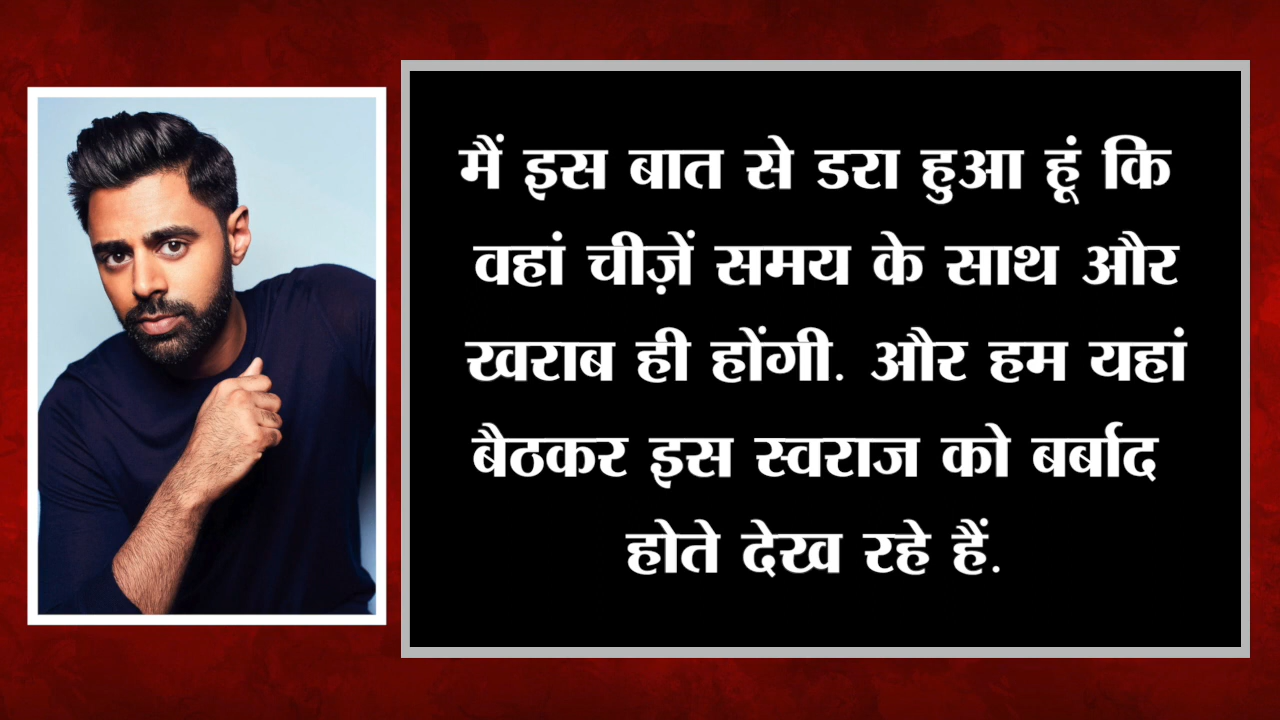 मैं इस बात से डरा हुआ हूं कि
वहां चीज़ें समय के साथ और
खराब ही होंगी. और हम यहां
बैठकर इस स्वराज को बर्बाद
होते देख रहे हैं.